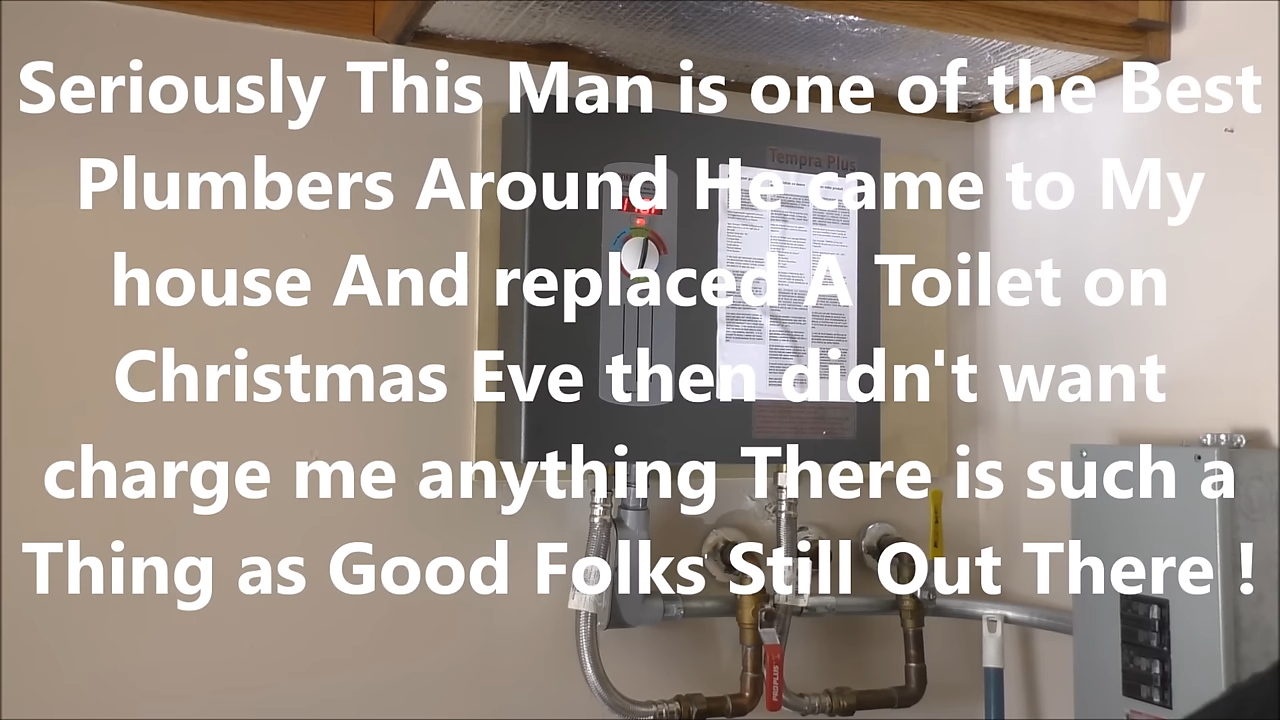 Seriously This Man is one of the Best
Plumbers Around He came to My
house And replaced A Toilet on
Christmas Eve then didn't want
charge me anything There is such a
Thing as Good Folks Still Out There !
Tempra Plus
PROPLUS